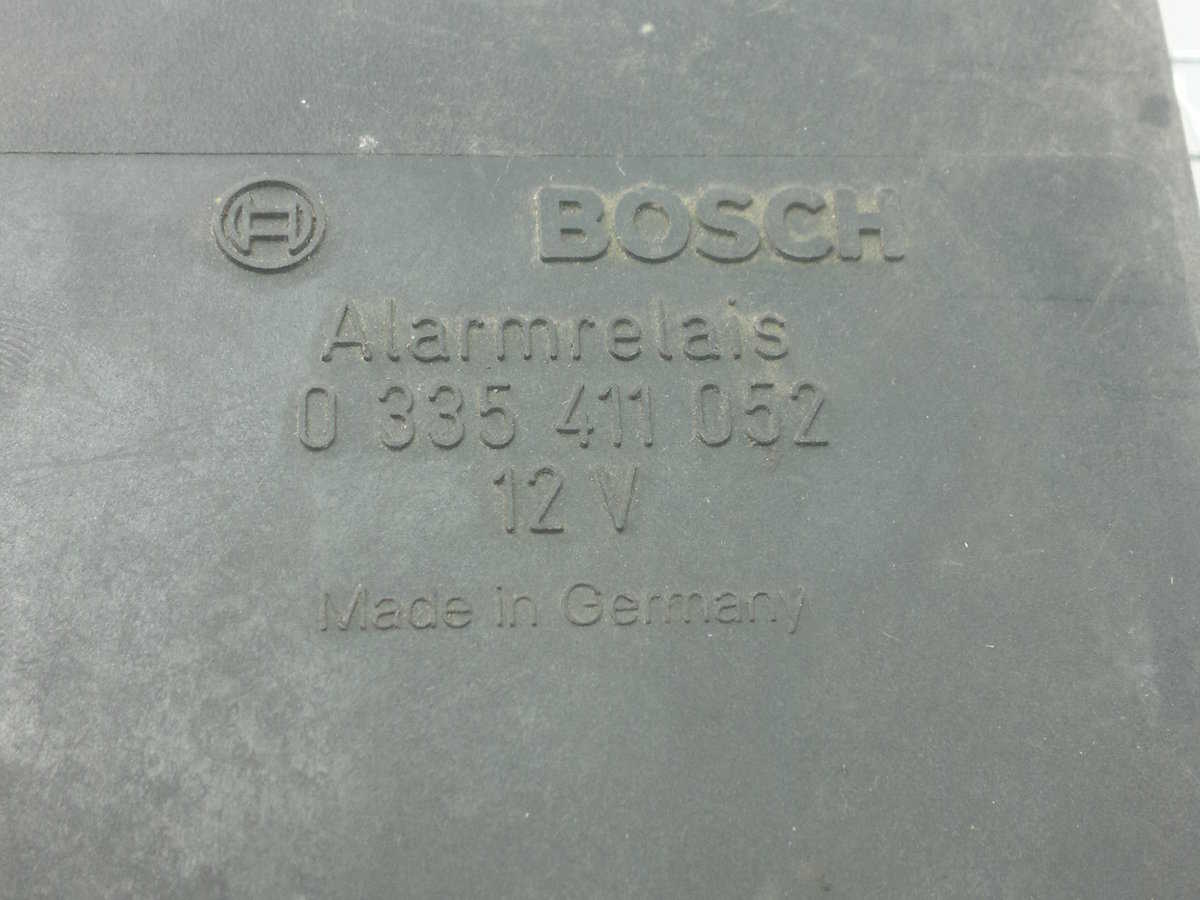 BOSCH
Alarmrelais
0 335 411 052
12 V
Made in Germany